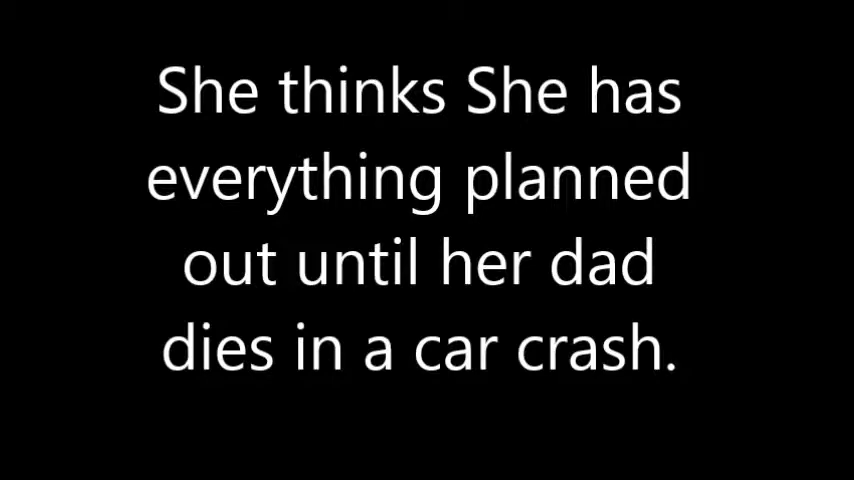 She thinks She has
everything planned
out until her dad
dies in a car crash.